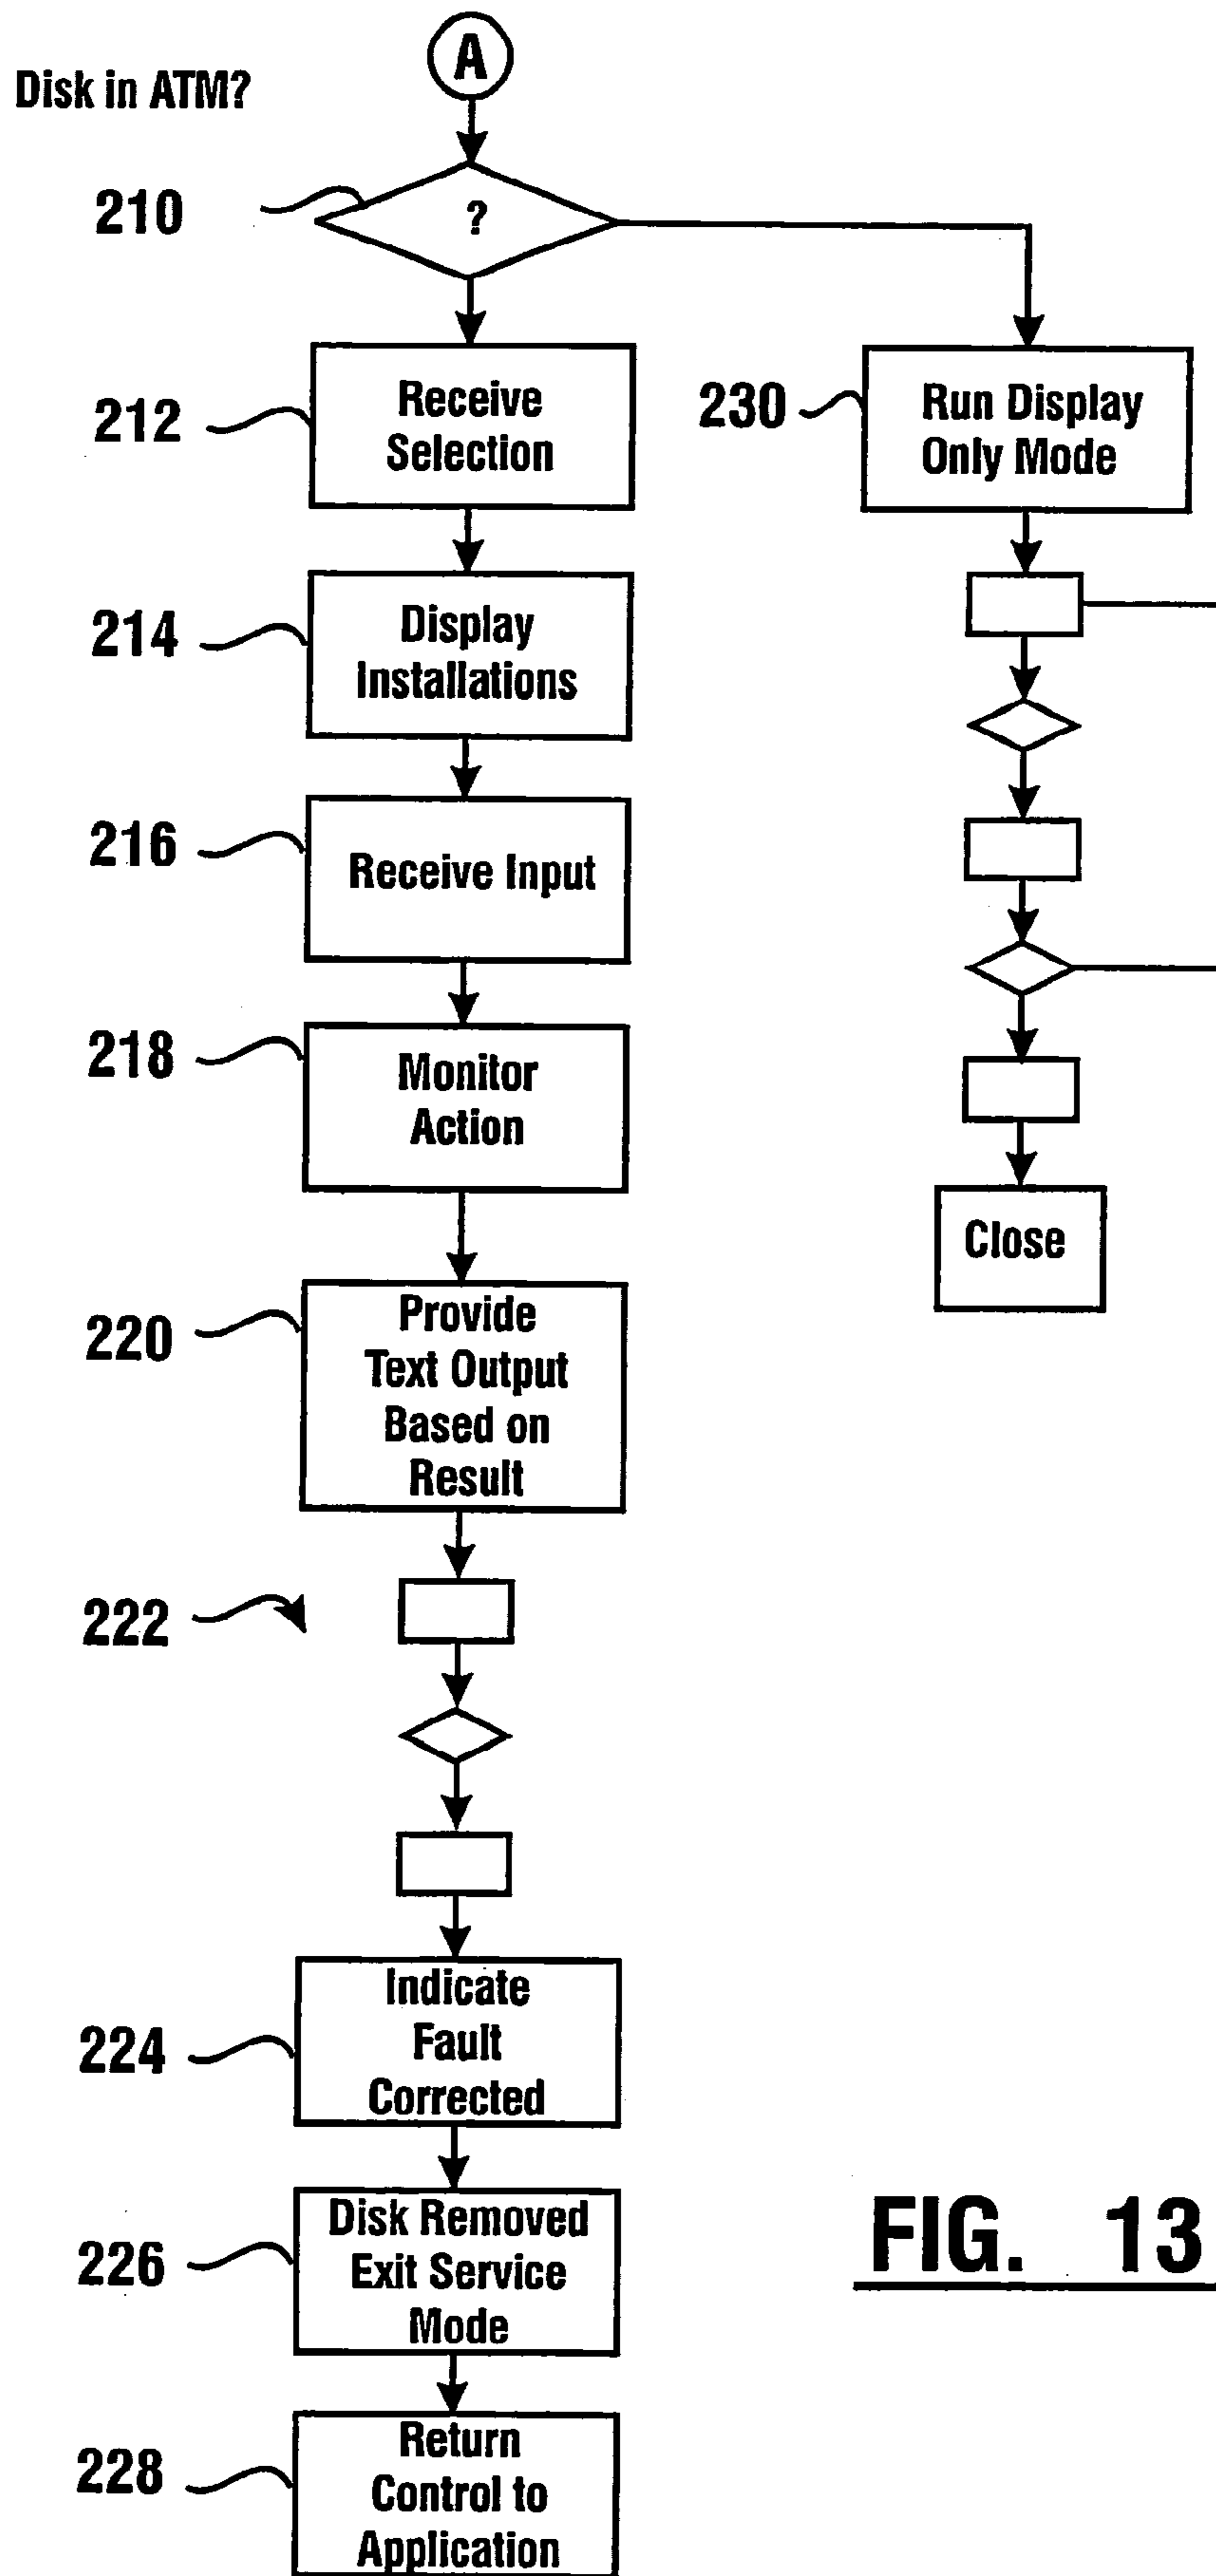 A
Disk in ATM?
210
?
212
Receive
Selection
230
Run Display
Only Mode
214
Display
Installations
216
Receive Input
218
Monitor
Action
Close
220
Provide
Text Output
Based on
Result
222
224
Indicate
Fault
Corrected
226
Disk Removed
Exit Service
Mode
FIG. 13
228
Return
Control to
Application